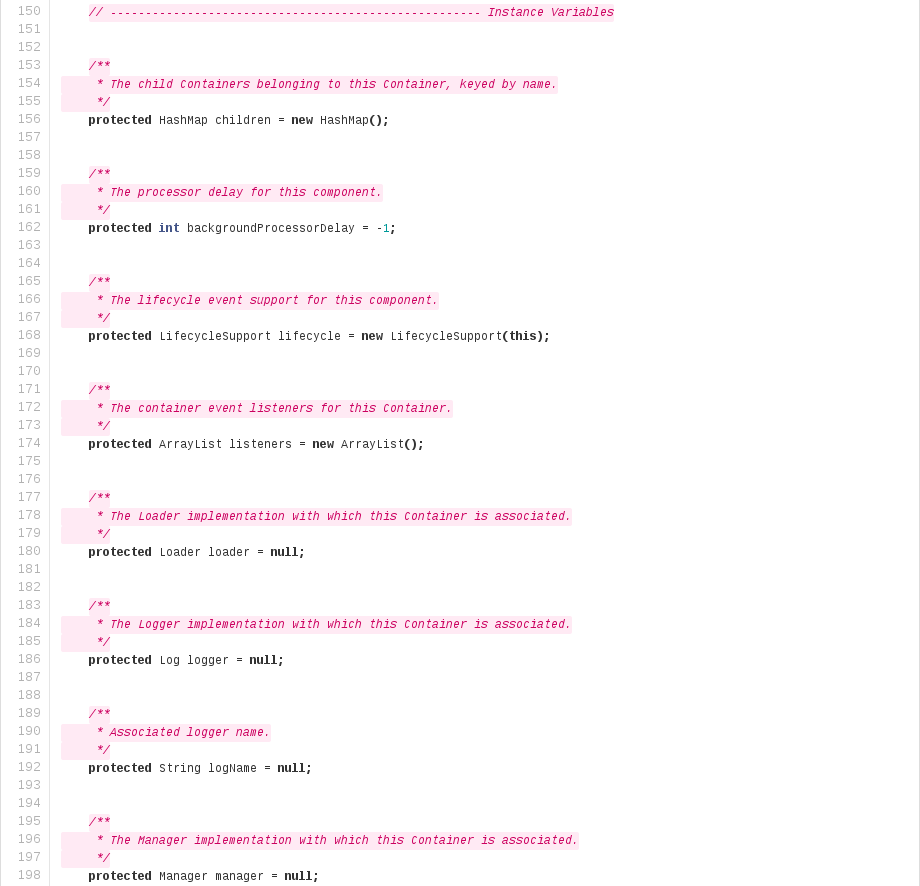 150 // ----------------------------------------------------- Instance Variables
151
152
153 /**
154 * The child Containers belonging to this Container, keyed by name.
155 */
156 protected HashMap children = new HashMap();
157
158
159 /**
160 * The processor delay for this component.
161 */
162 protected int backgroundProcessorDelay = -1;
163
164
165 /**
166 * The lifecycle event support for this component.
167 */
168 protected LifecycleSupport lifecycle = new LifecycleSupport(this);
169
170
171 /**
172 * The container event listeners for this Container.
173 */
174 protected ArrayList listeners = new ArrayList();
175
176
177 /**
178 * The Loader implementation with which this Container is associated.
179 */
180 protected Loader loader = null;
181
182
183 /**
184 * The Logger implementation with which this Container is associated.
185 */
186 protected Log logger = null;
187
188
189 /**
190 * Associated logger name.
191 */
192 protected String logName = null;
193
194
195 /**
196 * The Manager implementation with which this Container is associated.
197 */
198 protected Manager manager = null;